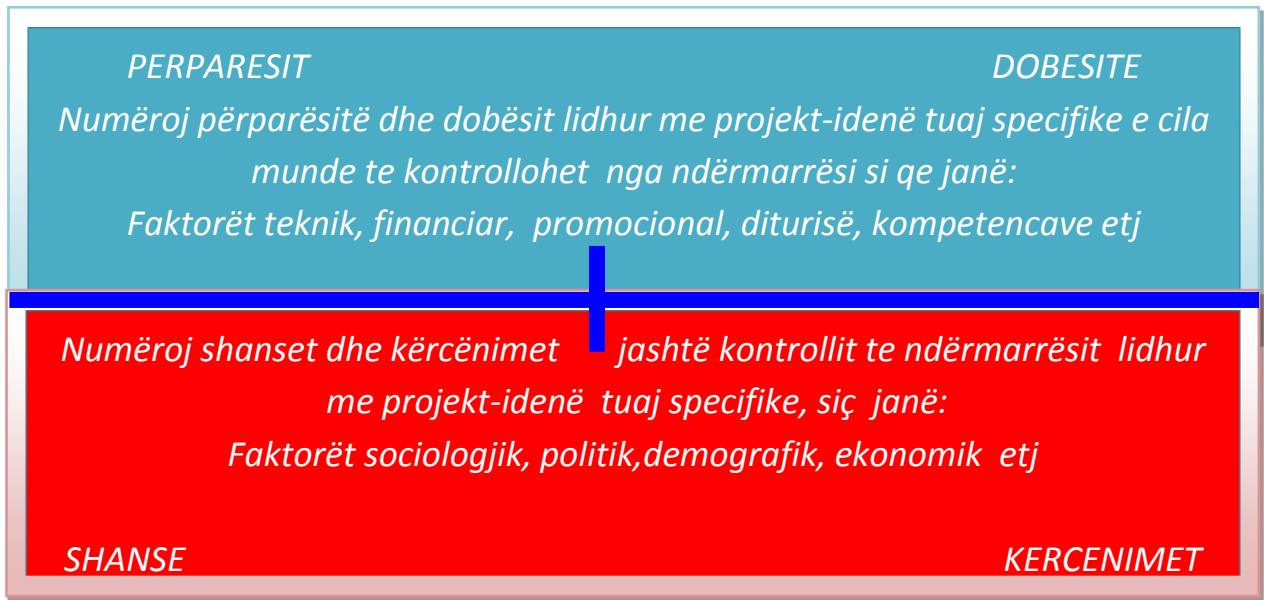 PERPARESIT DOBESITE
Numëroj përparësitë dhe dobësit lidhur me projekt-idenë tuaj specifike e cila
munde te kontrollohet nga ndërmarrësi si qe janë:
Faktorët teknik, financiar, promocional, diturisë, kompetencave etj
Numëroj shanset dhe kërcënimet jashtë kontrollit te ndërmarrësit lidhur
me projekt-idenë tuaj specifike, siç janë:
Faktorët sociologjik, politik,demografik, ekonomik etj
SHANSE KERCENIMET